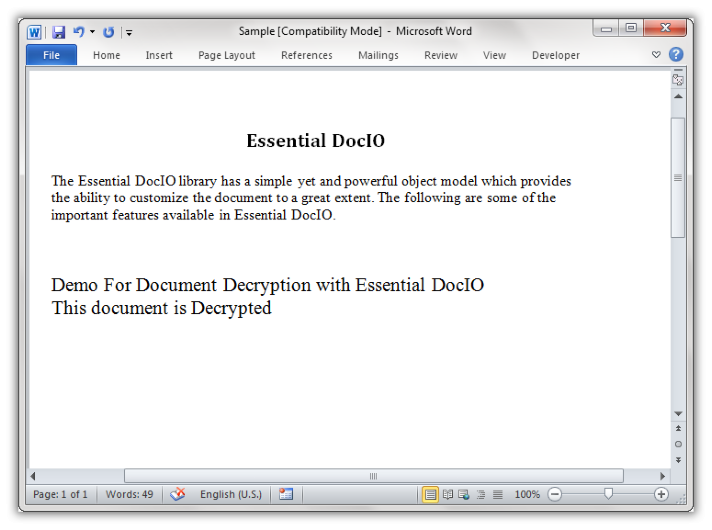 Sample [Compatibility Mode] - Microsoft Word
File Home Insert Page Layout References Mailings Review View Developer
Essential DocIO
The Essential DocIO library has a simple yet and powerful object model which provides
the ability to customize the document to a great extent. The following are some of the
important features available in Essential DocIO.
Demo For Document Decryption with Essential DocIO
This document is Decrypted
Page: 1 of 1 Words: 49 English (U.S.) 100%